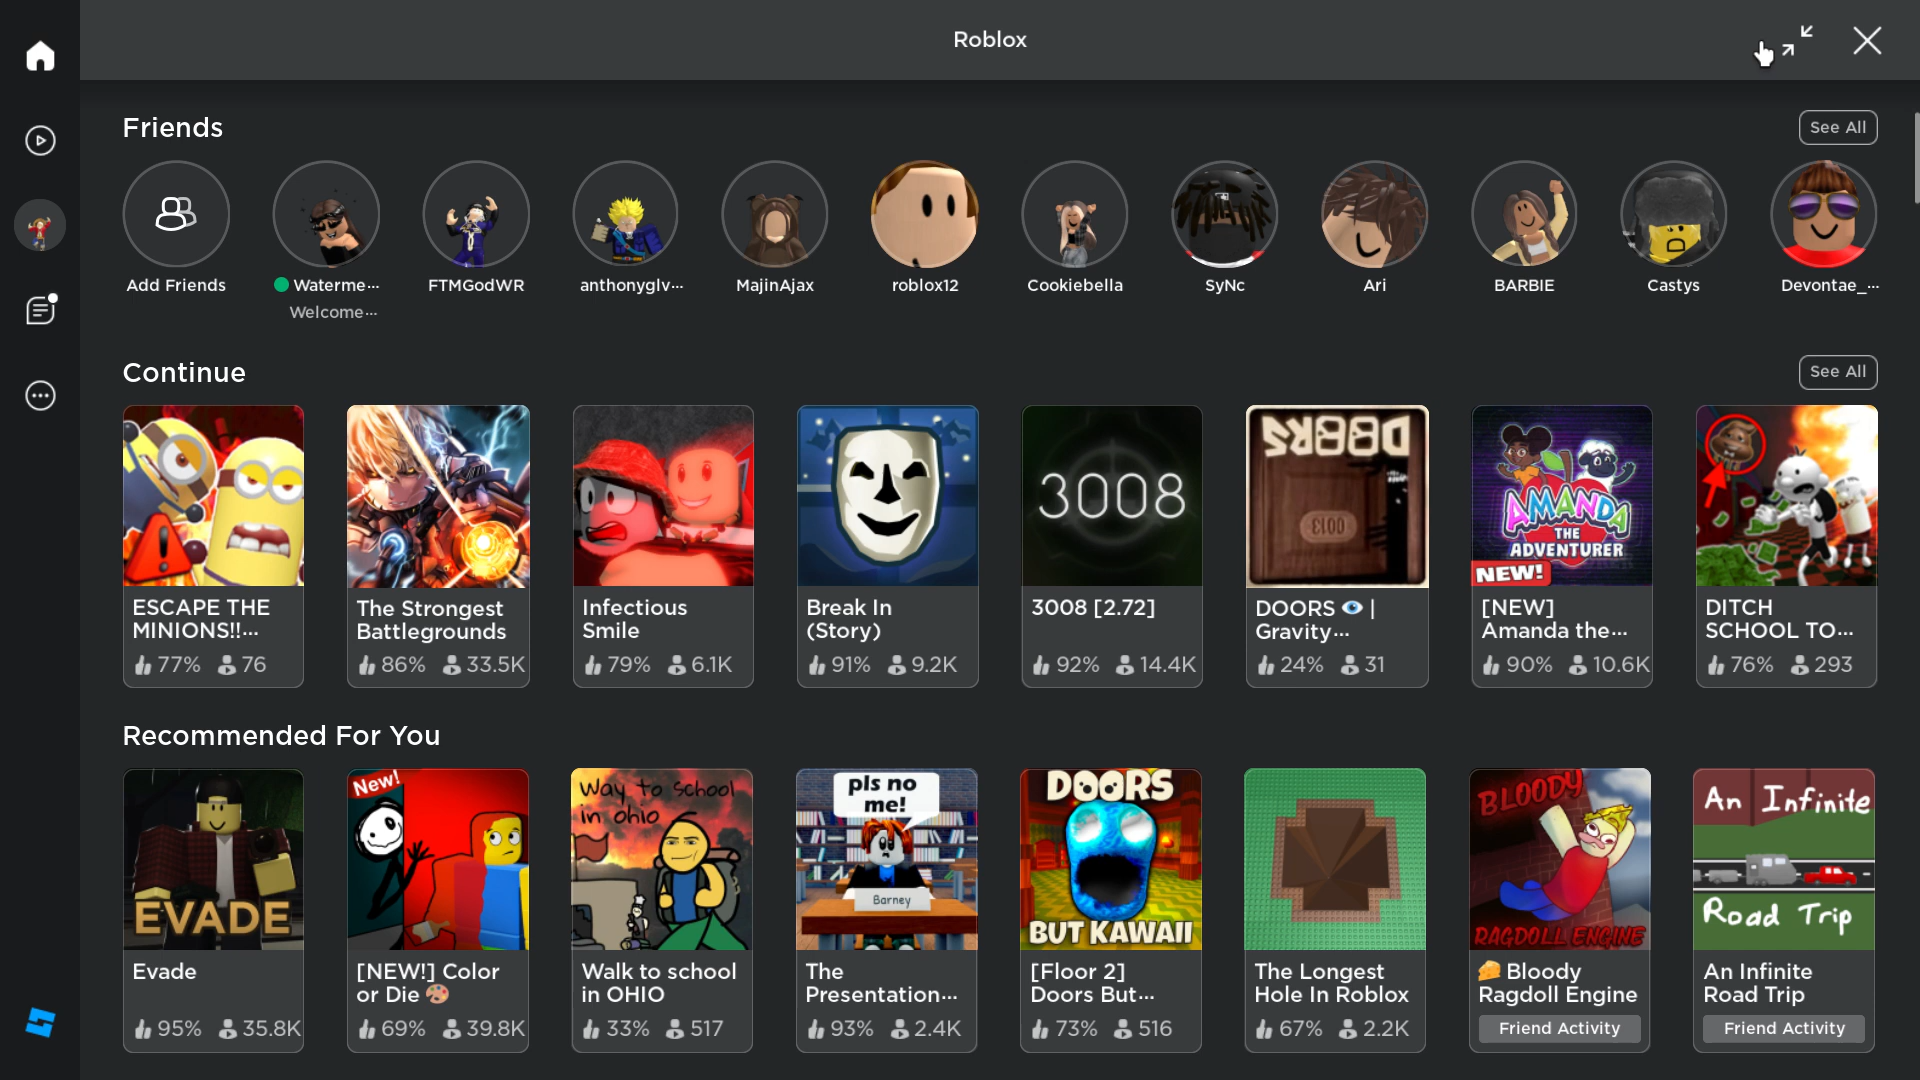 Roblox
Friends
See All
Add Friends
Waterme...
Welcome...
FTMGodWR
anthonyglv...
MajinAjax
roblox12
Cookiebella
SyNc
Ari
BARBIE
Castys
Devontae_...
Continue
See All
3008
DOORS
0013
AMANDA
THE
ADVENTURER
NEW!
ESCAPE THE
MINIONS!!...
77% 76
The Strongest
Battlegrounds
86% 33.5K
Infectious
Smile
79% 6.1K
Break In
(Story)
91% 9.2K
3008 [2.72]
92% 14.4K
DOORS 👁️ |
Gravity...
24% 31
[NEW]
Amanda the...
90% 10.6K
DITCH
SCHOOL TO...
76% 293
Recommended For You
EVADE
New!
Way to school
in ohio
pls no
me!
Barney
DOORS
BUT KAWAII
BLOODY
RAGDOLL ENGINE
An Infinite
Road Trip
Evade
95% 35.8K
[NEW!] Color
or Die 🎨
69% 39.8K
Walk to school
in OHIO
33% 517
The
Presentation...
93% 2.4K
[Floor 2]
Doors But...
73% 516
The Longest
Hole In Roblox
67% 2.2K
🧀 Bloody
Ragdoll Engine
Friend Activity
An Infinite
Road Trip
Friend Activity